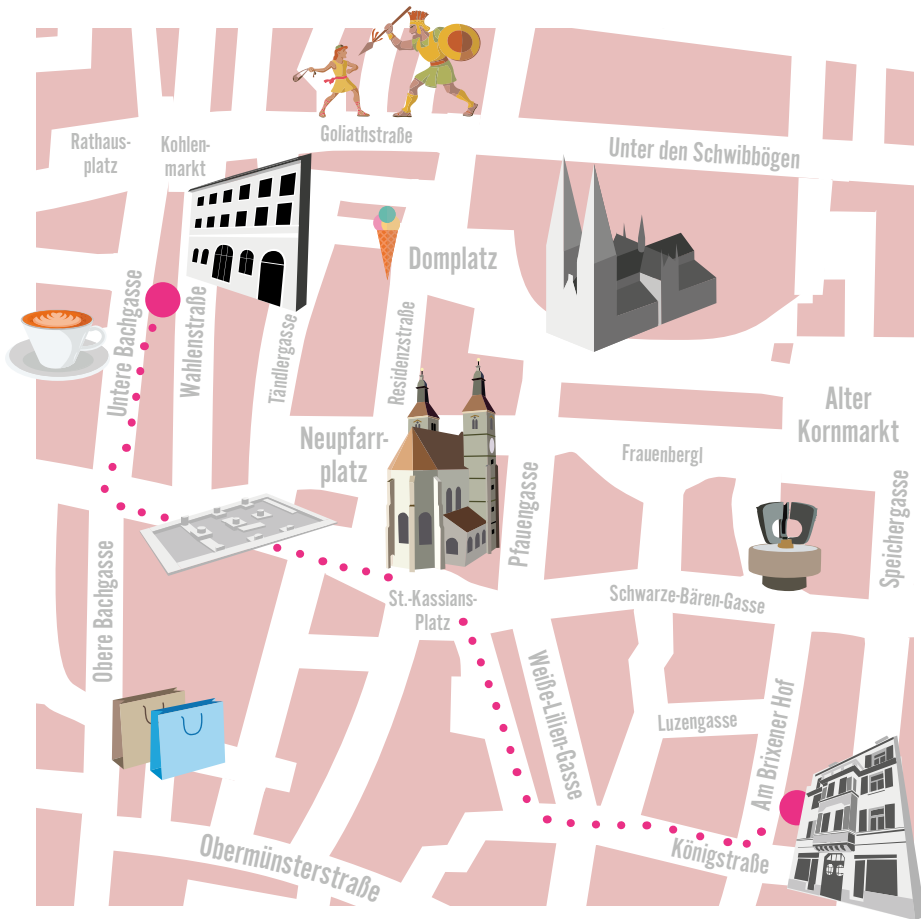 Goliathstraße
Rathaus-
platz
Kohlen-
markt
Unter den Schwibbögen
Domplatz
Untere Bachgasse
Wahlenstraße
Tändlergasse
Residenzstraße
Alter
Kornmarkt
Neupfarr-
platz
Frauenbergl
Pfauengasse
Speichergasse
Obere Bachgasse
St.-Kassians-
Platz
Schwarze-Bären-Gasse
Weiße-Lilien-Gasse
Luzengasse
Am Brixener Hof
Obermünsterstraße
Königstraße